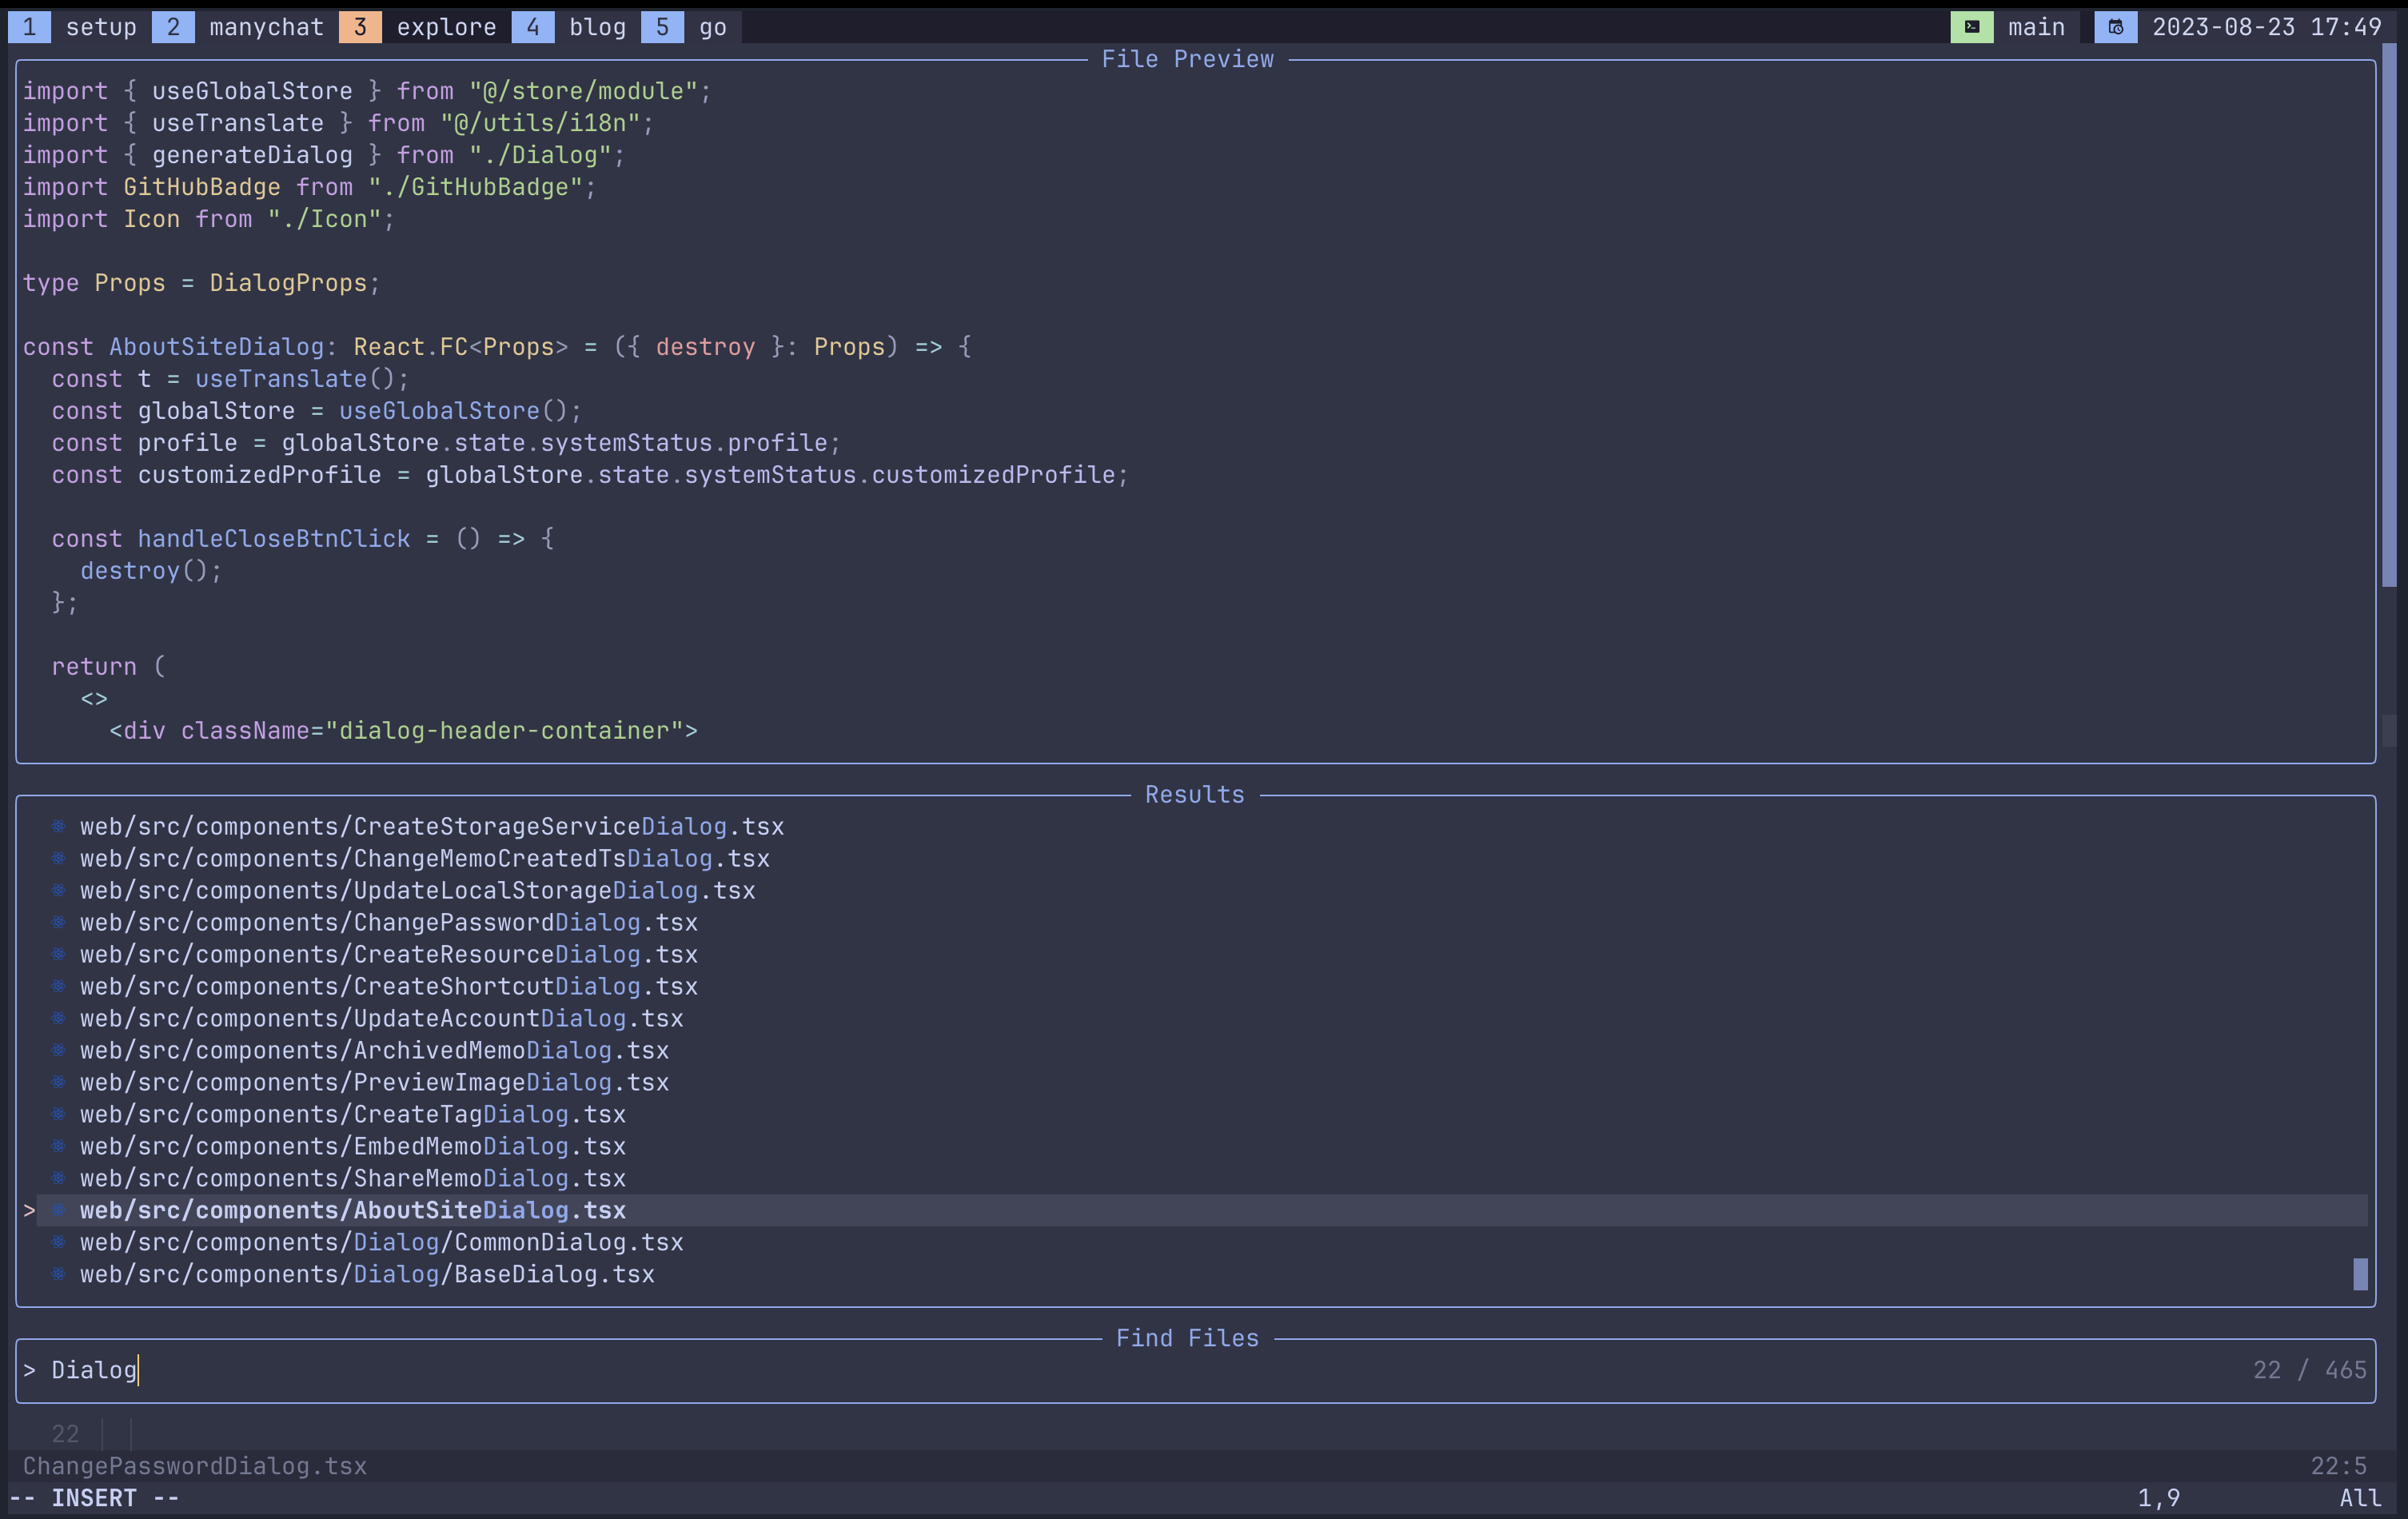 1 setup 2 manychat 3 explore 4 blog 5 go main 2023-08-23 17:49
File Preview
import { useGlobalStore } from "@/store/module";
import { useTranslate } from "@/utils/i18n";
import { generateDialog } from "./Dialog";
import GitHubBadge from "./GitHubBadge";
import Icon from "./Icon";
type Props = DialogProps;
const AboutSiteDialog: React.FC<Props> = ({ destroy }: Props) => {
  const t = useTranslate();
  const globalStore = useGlobalStore();
  const profile = globalStore.state.systemStatus.profile;
  const customizedProfile = globalStore.state.systemStatus.customizedProfile;
  const handleCloseBtnClick = () => {
    destroy();
  };
  return (
    <>
      <div className="dialog-header-container">
Results
web/src/components/CreateStorageServiceDialog.tsx
web/src/components/ChangeMemoCreatedTsDialog.tsx
web/src/components/UpdateLocalStorageDialog.tsx
web/src/components/ChangePasswordDialog.tsx
web/src/components/CreateResourceDialog.tsx
web/src/components/CreateShortcutDialog.tsx
web/src/components/UpdateAccountDialog.tsx
web/src/components/ArchivedMemoDialog.tsx
web/src/components/PreviewImageDialog.tsx
web/src/components/CreateTagDialog.tsx
web/src/components/EmbedMemoDialog.tsx
web/src/components/ShareMemoDialog.tsx
> web/src/components/AboutSiteDialog.tsx
web/src/components/Dialog/CommonDialog.tsx
web/src/components/Dialog/BaseDialog.tsx
Find Files
> Dialog 22 / 465
22
ChangePasswordDialog.tsx 22:5
-- INSERT -- 1,9 All